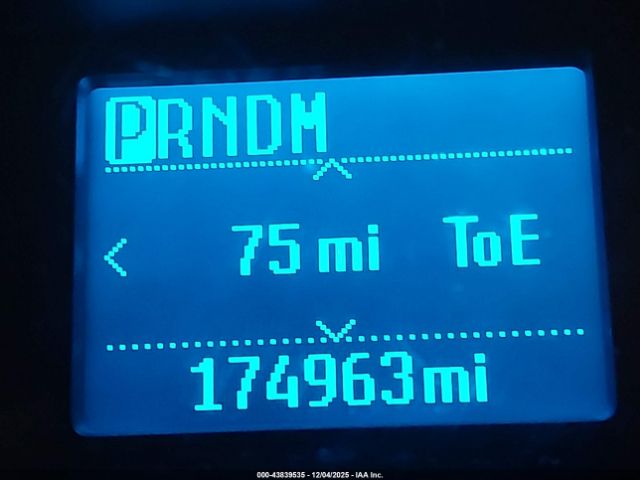 PRNDM
75 mi ToE
174963mi
000-43839535 - 12/04/2025 - IAA Inc.